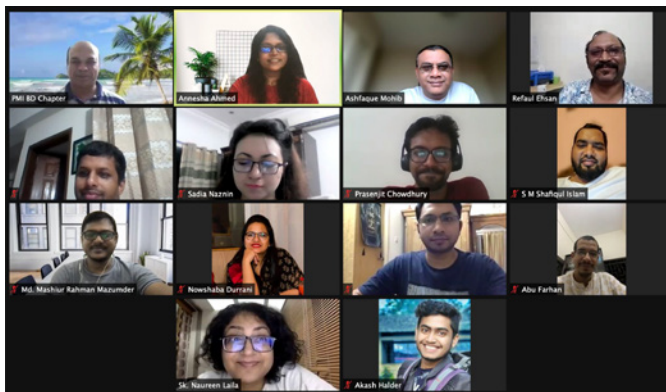 PMI BD Chapter
Annesha Ahmed
Ashfaque Mohib
Refaul Ehsan
Sadia Naznin
Prasenjit Chowdhury
S M Shafiqul Islam
Md. Mashiur Rahman Mazumder
Nowshaba Durrani
Abu Farhan
Sk. Naureen Laila
Akash Halder